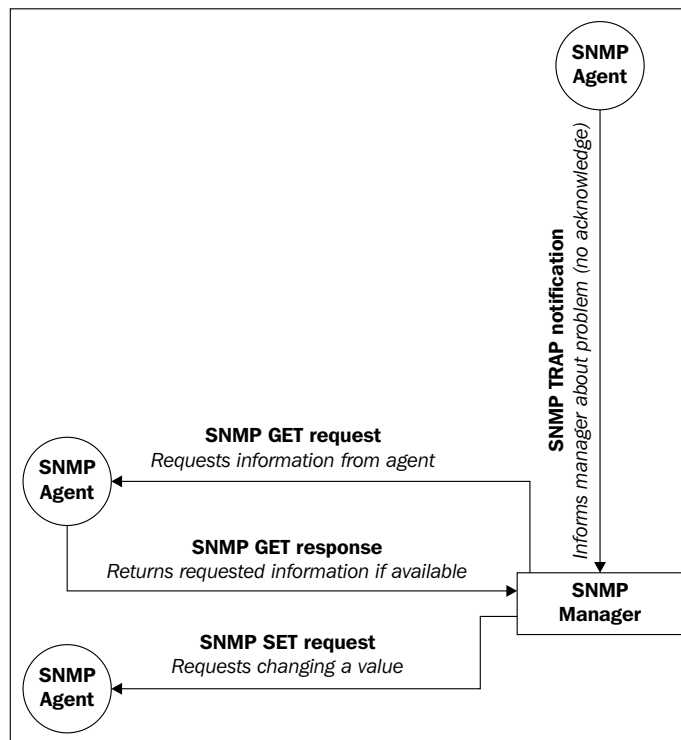 SNMP
Agent
SNMP TRAP notification
Informs manager about problem (no acknowledge)
SNMP GET request
Requests information from agent
SNMP
Agent
SNMP GET response
Returns requested information if available
SNMP
Manager
SNMP SET request
Requests changing a value
SNMP
Agent